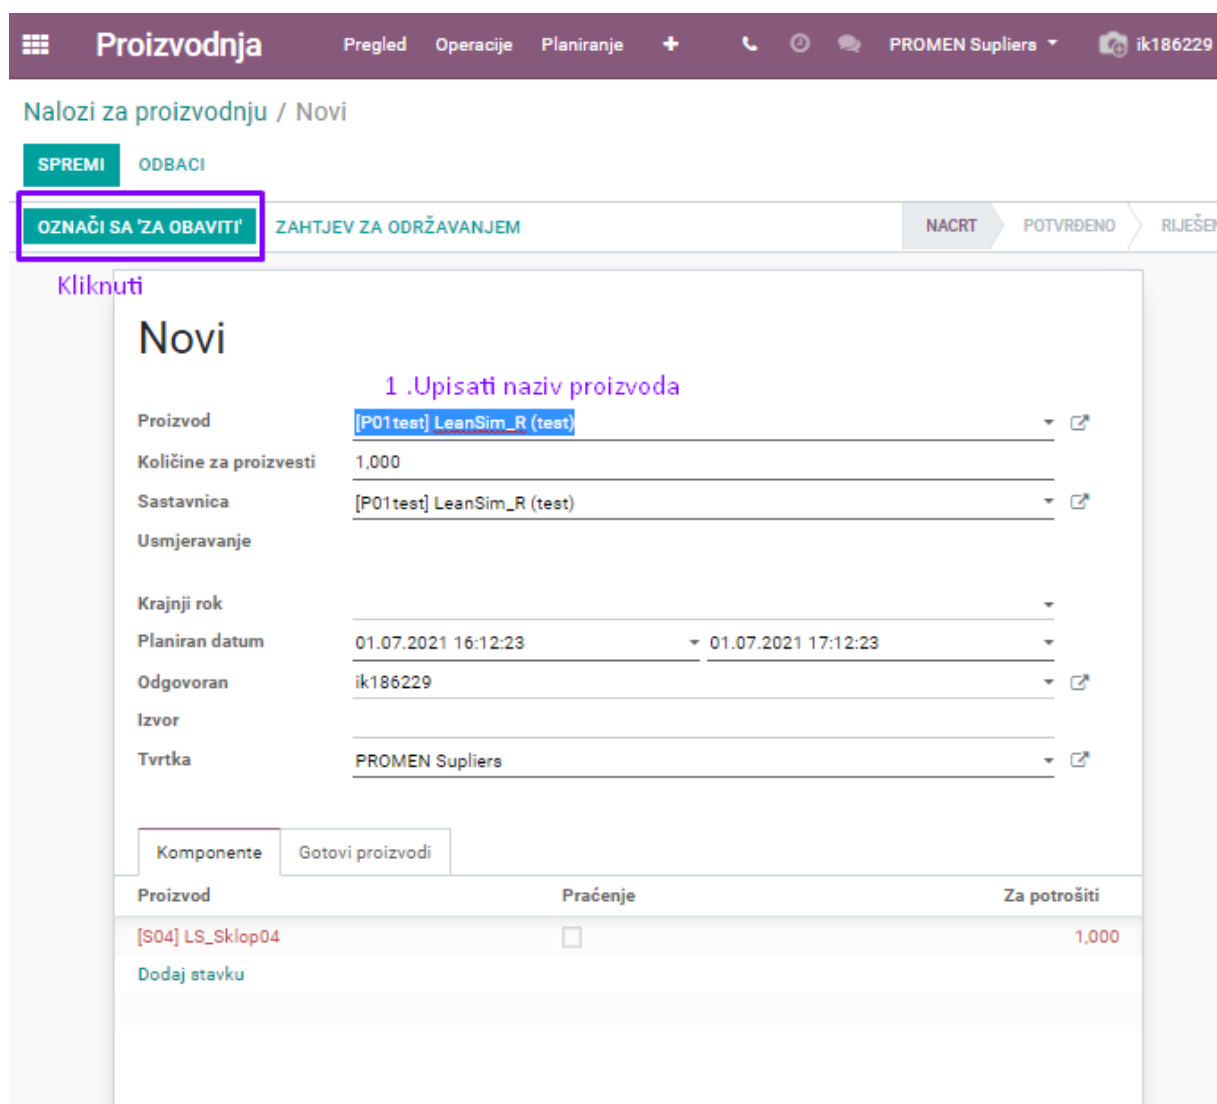 Proizvodnja Pregled Operacije Planiranje + PROMEN Supliers ik186229
Nalozi za proizvodnju / Novi
SPREMI ODBACI
OZNAČI SA 'ZA OBAVITI' ZAHTJEV ZA ODRŽAVANJEM NACRT POTVRĐENO RIJEŠEN
Kliknuti
Novi
1 .Upisati naziv proizvoda
Proizvod [P01test] LeanSim_R (test)
Količine za proizvesti 1,000
Sastavnica [P01test] LeanSim_R (test)
Usmjeravanje
Krajnji rok
Planiran datum 01.07.2021 16:12:23 01.07.2021 17:12:23
Odgovoran ik186229
Izvor
Tvrtka PROMEN Supliers
Komponente Gotovi proizvodi
Proizvod Praćenje Za potrošiti
[S04] LS_Sklop04 1,000
Dodaj stavku